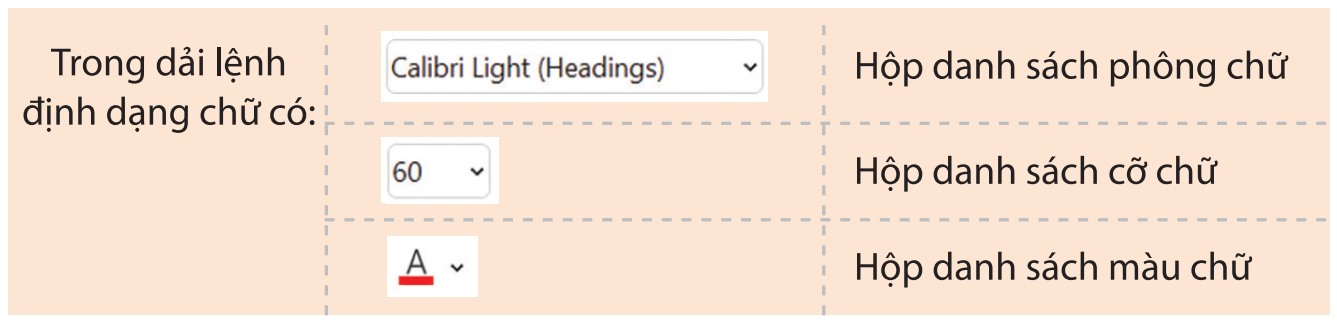 Trong dải lệnh
định dạng chữ có:
Calibri Light (Headings)
Hộp danh sách phông chữ
60
Hộp danh sách cỡ chữ
A
Hộp danh sách màu chữ